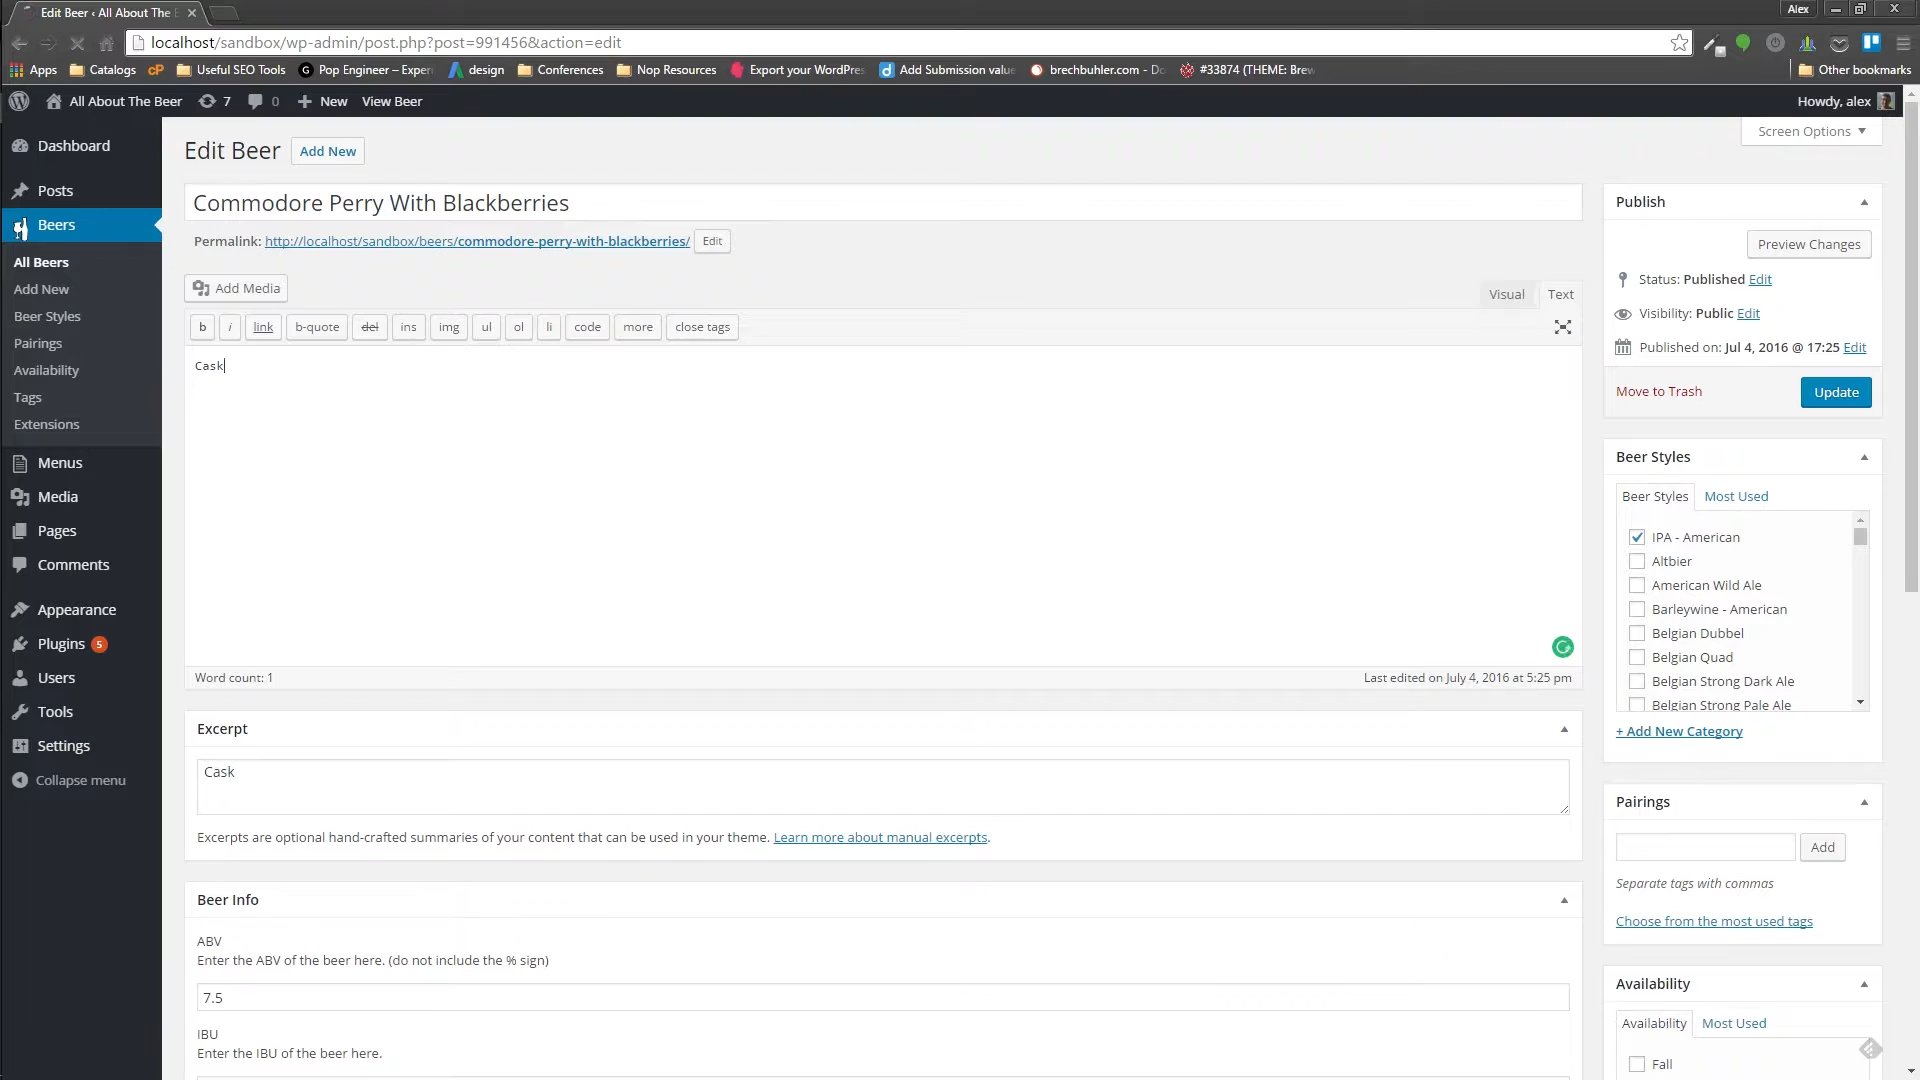 Edit Beer ‹ All About The
Alex
localhost/sandbox/wp-admin/post.php?post=991456&action=edit
Apps
Catalogs
cP
Useful SEO Tools
Pop Engineer – Exper
design
Conferences
Nop Resources
Export your WordPre
Add Submission value
brechbuhler.com - Do
#33874 (THEME: Brew
Other bookmarks
All About The Beer
7
0
New
View Beer
Howdy, alex
Screen Options
Dashboard
Posts
Beers
All Beers
Add New
Beer Styles
Pairings
Availability
Tags
Extensions
Menus
Media
Pages
Comments
Appearance
Plugins 5
Users
Tools
Settings
Collapse menu
Edit Beer
Add New
Commodore Perry With Blackberries
Permalink: http://localhost/sandbox/beers/commodore-perry-with-blackberries/ Edit
Add Media
Visual
Text
b
i
link
b-quote
del
ins
img
ul
ol
li
code
more
close tags
Cask
Word count: 1
Last edited on July 4, 2016 at 5:25 pm
Excerpt
Cask
Excerpts are optional hand-crafted summaries of your content that can be used in your theme. Learn more about manual excerpts.
Beer Info
ABV
Enter the ABV of the beer here. (do not include the % sign)
7.5
IBU
Enter the IBU of the beer here.
Publish
Preview Changes
Status: Published Edit
Visibility: Public Edit
Published on: Jul 4, 2016 @ 17:25 Edit
Move to Trash
Update
Beer Styles
Beer Styles
Most Used
IPA - American
Altbier
American Wild Ale
Barleywine - American
Belgian Dubbel
Belgian Quad
Belgian Strong Dark Ale
Belgian Strong Pale Ale
+ Add New Category
Pairings
Add
Separate tags with commas
Choose from the most used tags
Availability
Availability
Most Used
Fall